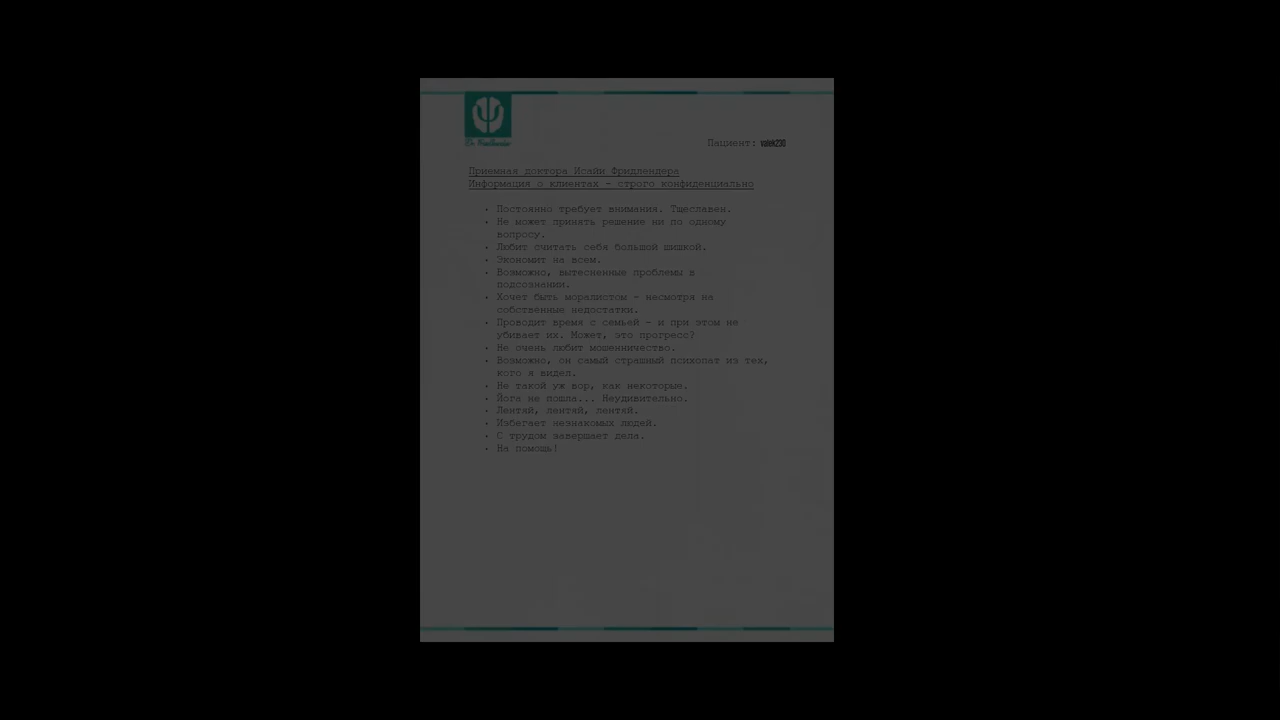 Dr Friedlander
Пациент: valek230
Приемная доктора Исайи Фридлендера
Информация о клиентах - строго конфиденциально
• Постоянно требует внимания. Тщеславен.
• Не может принять решение ни по одному
вопросу.
• Любит считать себя большой шишкой.
• Экономит на всем.
• Возможно, вытесненные проблемы в
подсознании.
• Хочет быть моралистом - несмотря на
собственные недостатки.
• Проводит время с семьей - и при этом не
убивает их. Может, это прогресс?
• Не очень любит мошенничество.
• Возможно, он самый страшный психопат из тех,
кого я видел.
• Не такой уж вор, как некоторые.
• Йога не пошла... Неудивительно.
• Лентяй, лентяй, лентяй.
• Избегает незнакомых людей.
• С трудом завершает дела.
• На помощь!